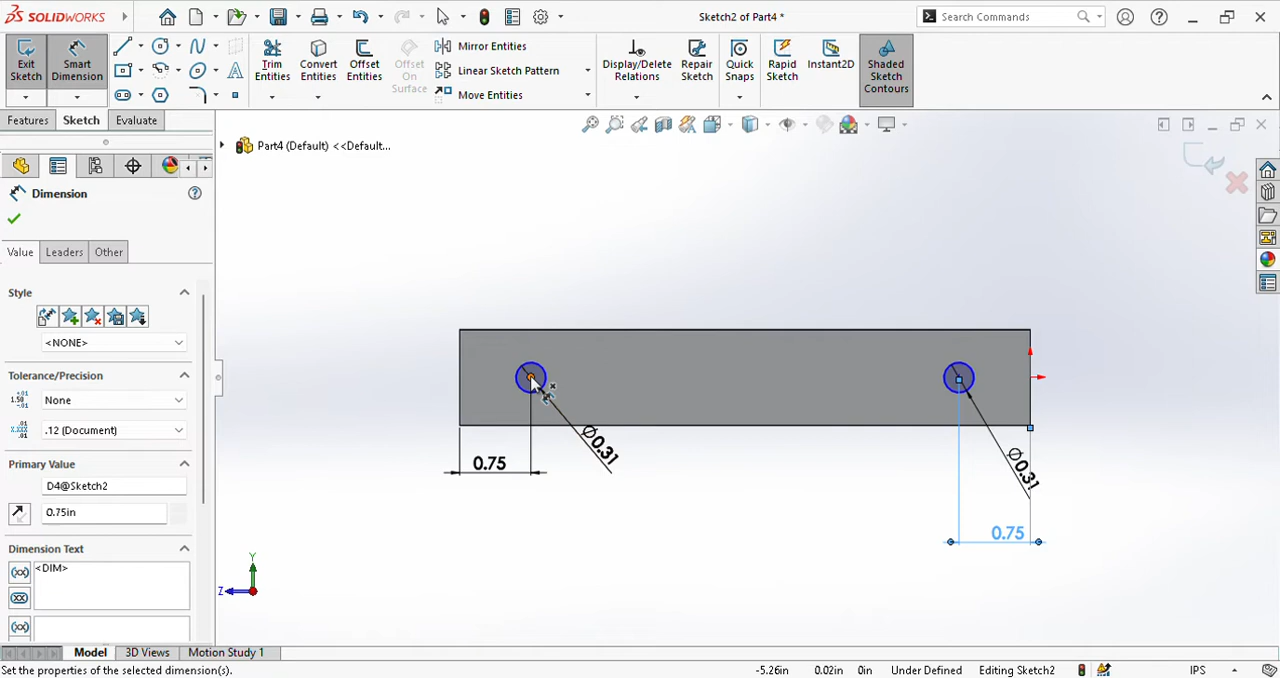 SOLIDWORKS
Sketch2 of Part4 *
Search Commands
Exit Sketch
Smart Dimension
Trim Entities
Convert Entities
Offset Entities
Offset On Surface
Mirror Entities
Linear Sketch Pattern
Move Entities
Display/Delete Relations
Repair Sketch
Quick Snaps
Rapid Sketch
Instant2D
Shaded Sketch Contours
Features
Sketch
Evaluate
Part4 (Default) <<Default...
Dimension
Value
Leaders
Other
Style
<NONE>
Tolerance/Precision
None
.12 (Document)
Primary Value
D4@Sketch2
0.75in
Dimension Text
<DIM>
0.75
Ø0.31
Ø0.31
0.75
Y
Z
Model
3D Views
Motion Study 1
Set the properties of the selected dimension(s).
-5.26in
0.02in
0in
Under Defined
Editing Sketch2
IPS